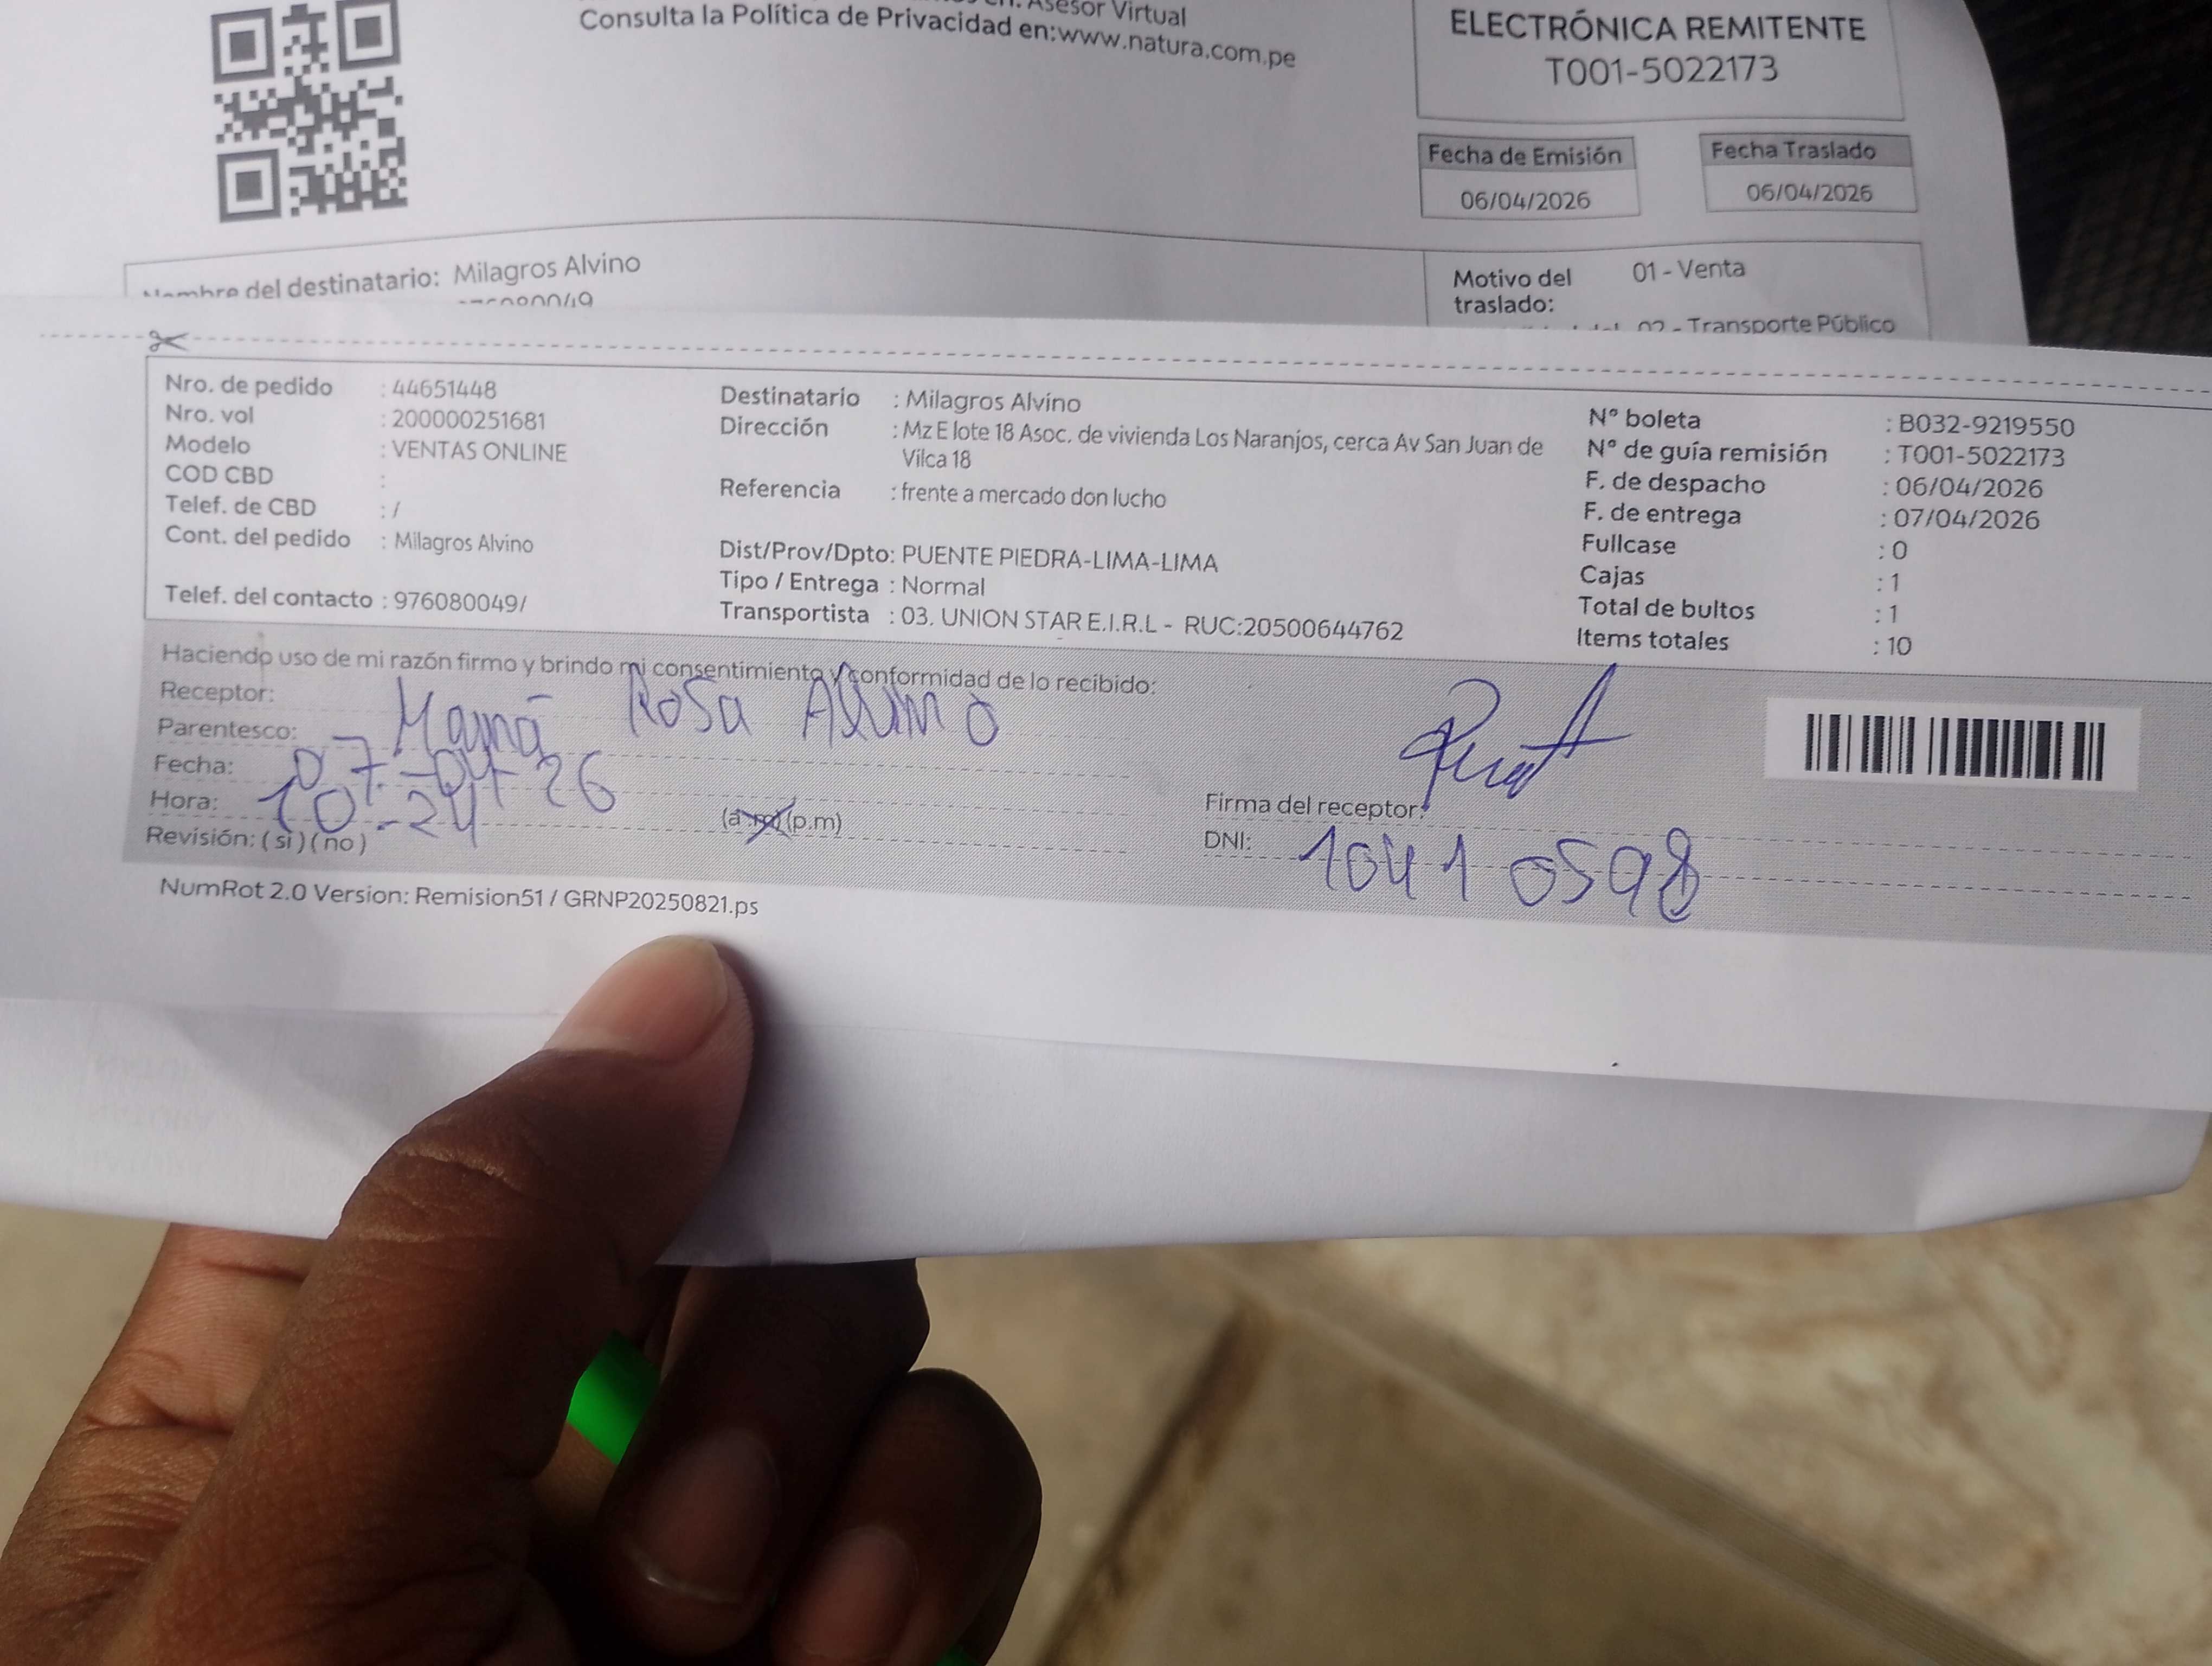 Asesor Virtual
Consulta la Política de Privacidad en:www.natura.com.pe
ELECTRÓNICA REMITENTE
T001-5022173
Fecha de Emisión
06/04/2026
Fecha Traslado
06/04/2026
Nombre del destinatario: Milagros Alvino
Motivo del traslado: 01 - Venta
02 - Transporte Público
Nro. de pedido : 44651448
Nro. vol : 200000251681
Modelo : VENTAS ONLINE
COD CBD :
Telef. de CBD : /
Cont. del pedido : Milagros Alvino
Telef. del contacto : 976080049/
Destinatario : Milagros Alvino
Dirección : Mz E lote 18 Asoc. de vivienda Los Naranjos, cerca Av San Juan de
Vilca 18
Referencia : frente a mercado don lucho
Dist/Prov/Dpto: PUENTE PIEDRA-LIMA-LIMA
Tipo / Entrega : Normal
Transportista : 03. UNION STAR E.I.R.L - RUC:20500644762
N° boleta : B032-9219550
N° de guía remisión : T001-5022173
F. de despacho : 06/04/2026
F. de entrega : 07/04/2026
Fullcase : 0
Cajas : 1
Total de bultos : 1
Items totales : 10
Haciendo uso de mi razón firmo y brindo mi consentimiento y conformidad de lo recibido:
Receptor: Rosa Alvino
Parentesco: Mamá
Fecha: 07-04-26
Hora: 10:24 (a.m) (p.m)
Revisión: ( si ) ( no )
Firma del receptor:
DNI: 10410598
NumRot 2.0 Version: Remision51 / GRNP20250821.ps